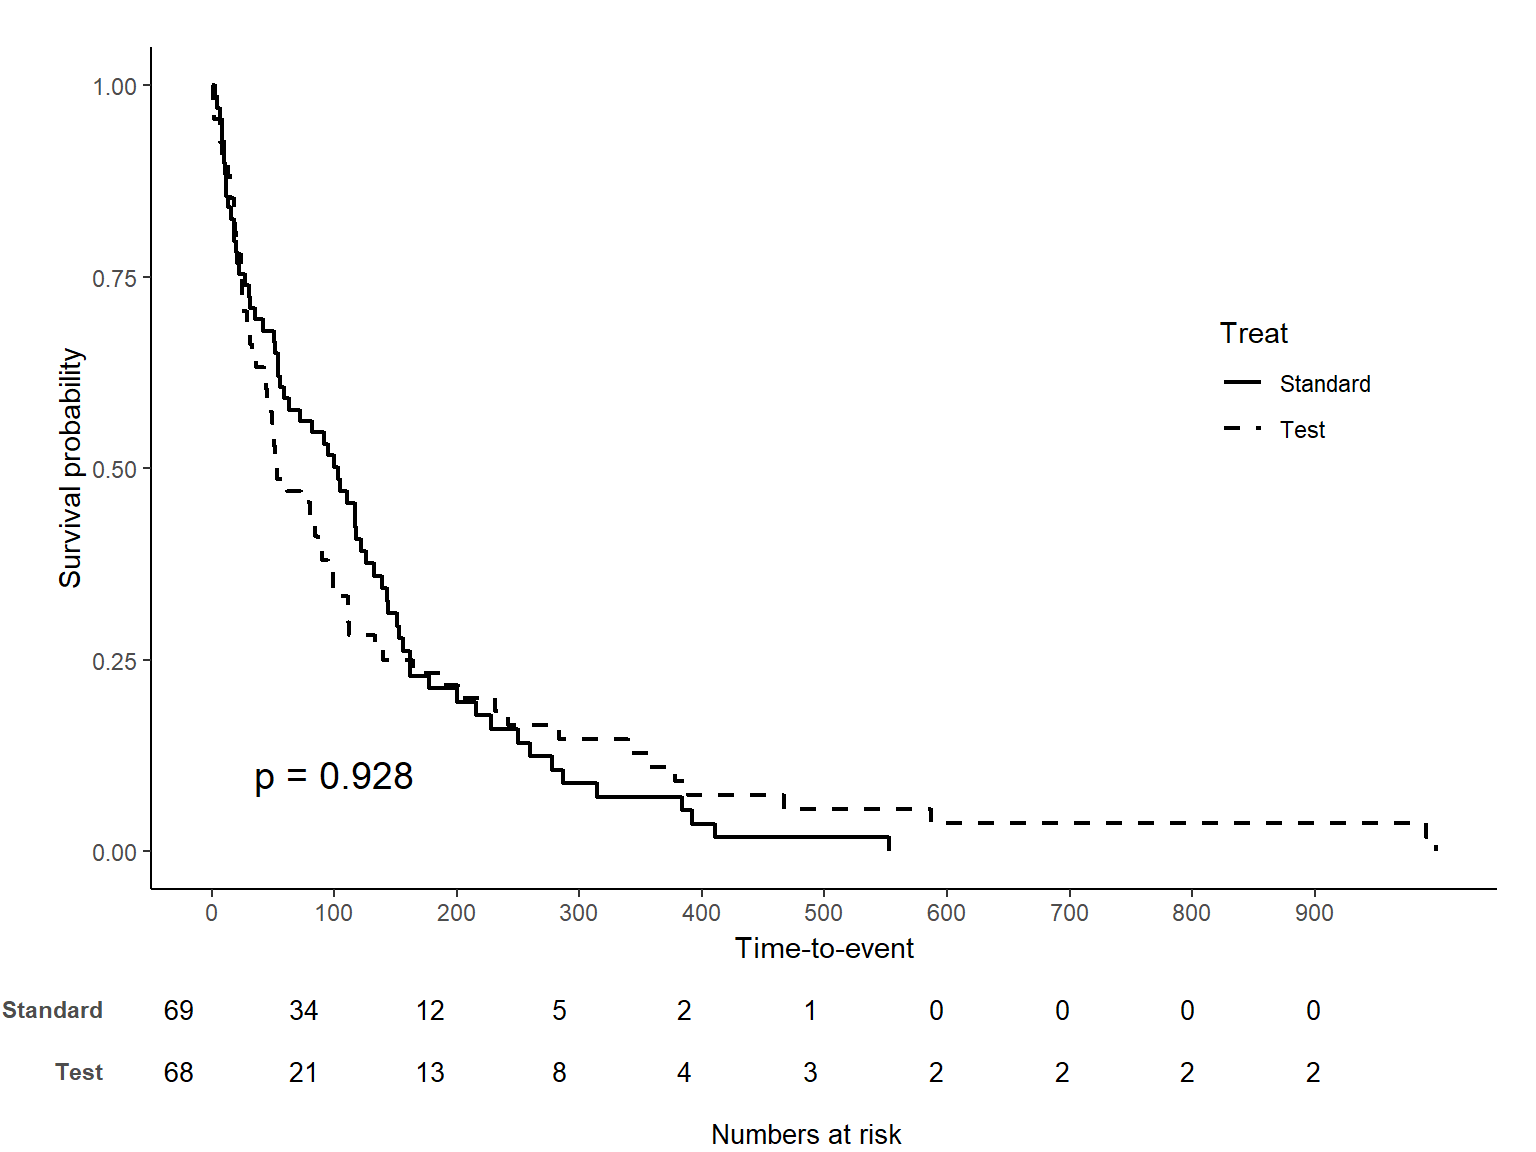 1.00
0.75
0.50
0.25
0.00
Survival probability
Treat
Standard
Test
p = 0.928
0 100 200 300 400 500 600 700 800 900
Time-to-event
Standard 69 34 12 5 2 1 0 0 0 0
Test 68 21 13 8 4 3 2 2 2 2
Numbers at risk